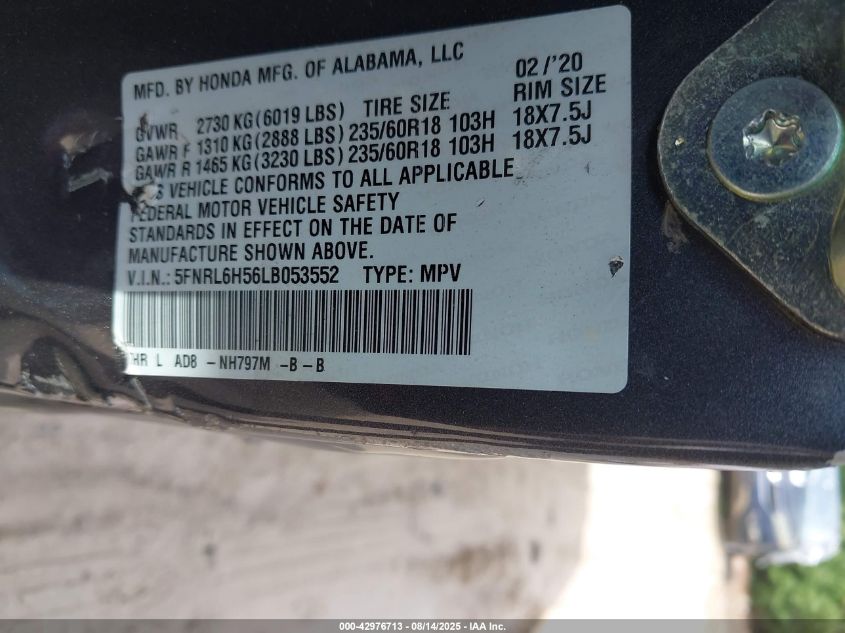 MFD. BY HONDA MFG. OF ALABAMA, LLC 02/'20
GVWR 2730 KG(6019 LBS) TIRE SIZE RIM SIZE
GAWR F 1310 KG(2888 LBS) 235/60R18 103H 18X7.5J
GAWR R 1465 KG(3230 LBS) 235/60R18 103H 18X7.5J
VEHICLE CONFORMS TO ALL APPLICABLE
FEDERAL MOTOR VEHICLE SAFETY
STANDARDS IN EFFECT ON THE DATE OF
MANUFACTURE SHOWN ABOVE.
V.I.N.: 5FNRL6H56LB053552 TYPE: MPV
THR L AD8 - NH797M - B - B
000-42976713 - 08/14/2025 - IAA Inc.